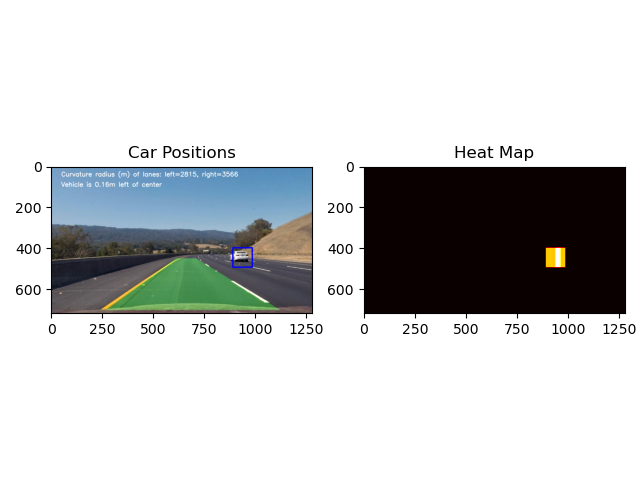 Car Positions
Heat Map
Curvature radius (m) of lanes: left=2815, right=3566
Vehicle is 0.16m left of center
0
200
400
600
0 250 500 750 1000 1250
0
200
400
600
0 250 500 750 1000 1250